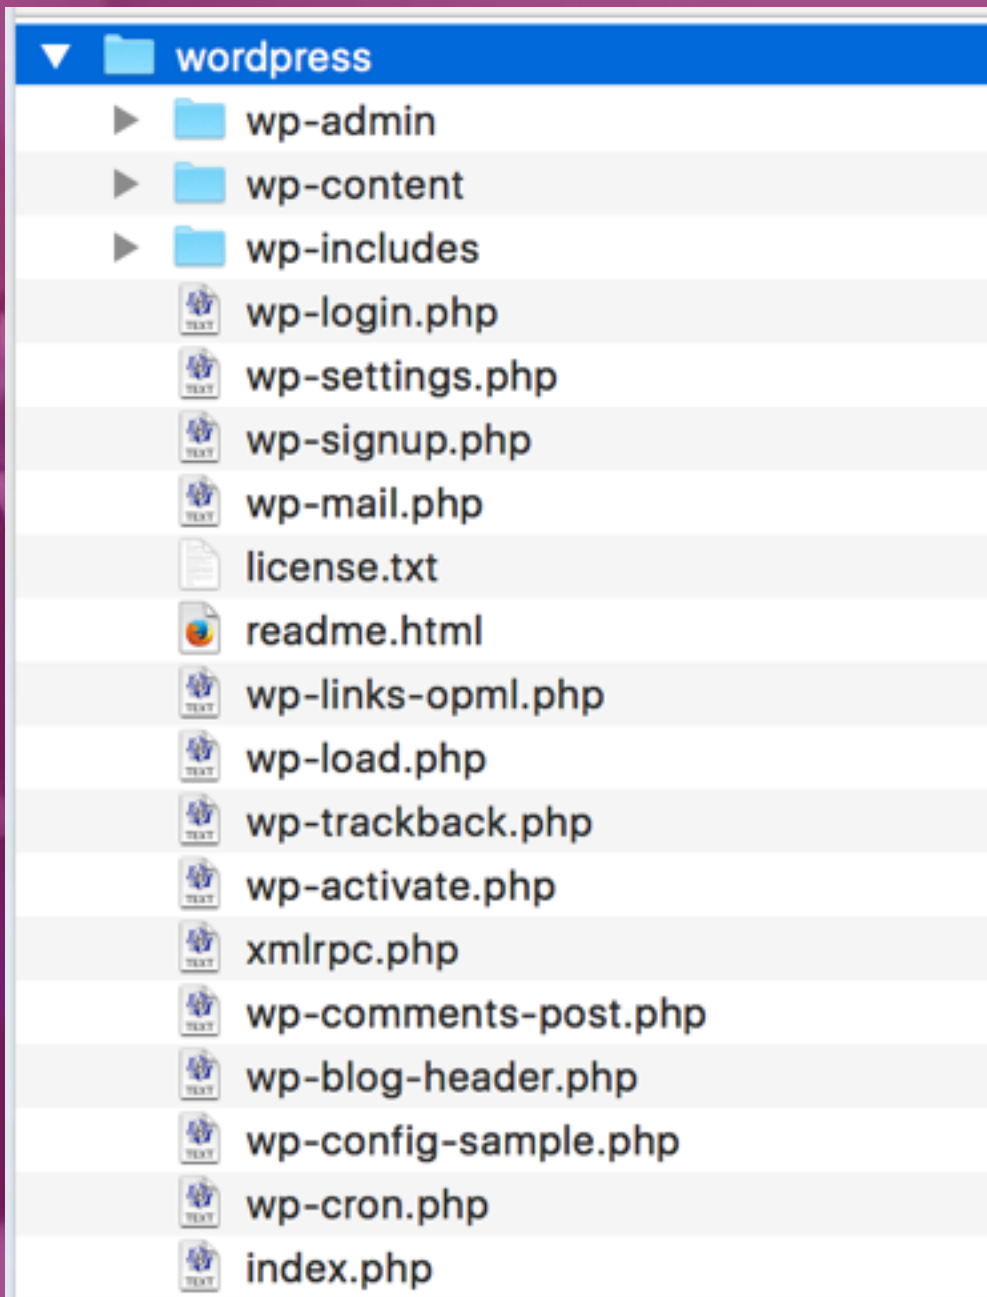 wordpress
wp-admin
wp-content
wp-includes
wp-login.php
wp-settings.php
wp-signup.php
wp-mail.php
license.txt
readme.html
wp-links-opml.php
wp-load.php
wp-trackback.php
wp-activate.php
xmlrpc.php
wp-comments-post.php
wp-blog-header.php
wp-config-sample.php
wp-cron.php
index.php